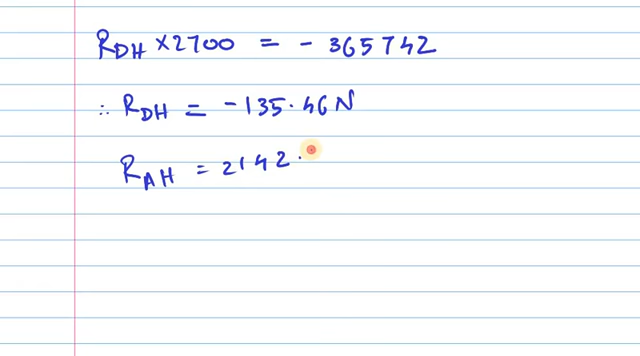 R_DH × 2700 = - 365742
∴ R_DH = -135.46 N
R_AH = 2142.